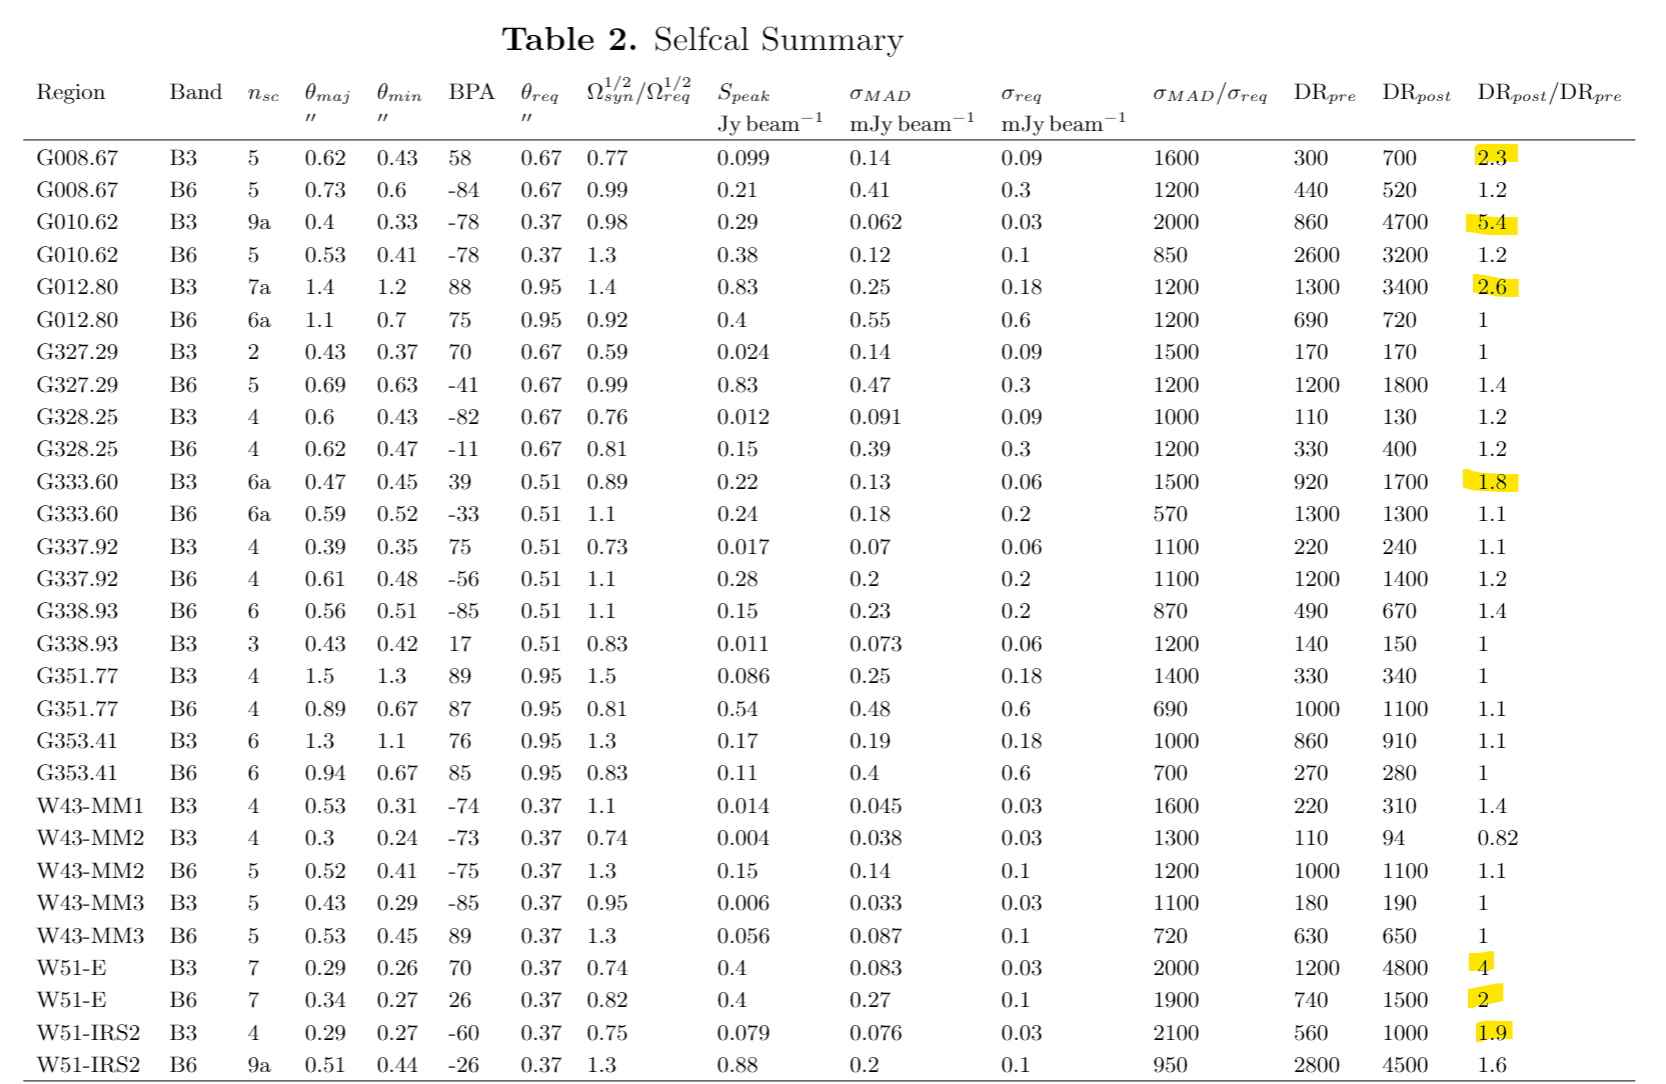 Table 2. Selfcal Summary
Region Band n_sc θ_maj θ_min BPA θ_req Ω_syn^1/2/Ω_req^1/2 S_peak σ_MAD σ_req σ_MAD/σ_req DR_pre DR_post DR_post/DR_pre
″ ″ ″ Jy beam^−1 mJy beam^−1 mJy beam^−1
G008.67 B3 5 0.62 0.43 58 0.67 0.77 0.099 0.14 0.09 1600 300 700 2.3
G008.67 B6 5 0.73 0.6 -84 0.67 0.99 0.21 0.41 0.3 1200 440 520 1.2
G010.62 B3 9a 0.4 0.33 -78 0.37 0.98 0.29 0.062 0.03 2000 860 4700 5.4
G010.62 B6 5 0.53 0.41 -78 0.37 1.3 0.38 0.12 0.1 850 2600 3200 1.2
G012.80 B3 7a 1.4 1.2 88 0.95 1.4 0.83 0.25 0.18 1200 1300 3400 2.6
G012.80 B6 6a 1.1 0.7 75 0.95 0.92 0.4 0.55 0.6 1200 690 720 1
G327.29 B3 2 0.43 0.37 70 0.67 0.59 0.024 0.14 0.09 1500 170 170 1
G327.29 B6 5 0.69 0.63 -41 0.67 0.99 0.83 0.47 0.3 1200 1200 1800 1.4
G328.25 B3 4 0.6 0.43 -82 0.67 0.76 0.012 0.091 0.09 1000 110 130 1.2
G328.25 B6 4 0.62 0.47 -11 0.67 0.81 0.15 0.39 0.3 1200 330 400 1.2
G333.60 B3 6a 0.47 0.45 39 0.51 0.89 0.22 0.13 0.06 1500 920 1700 1.8
G333.60 B6 6a 0.59 0.52 -33 0.51 1.1 0.24 0.18 0.2 570 1300 1300 1.1
G337.92 B3 4 0.39 0.35 75 0.51 0.73 0.017 0.07 0.06 1100 220 240 1.1
G337.92 B6 4 0.61 0.48 -56 0.51 1.1 0.28 0.2 0.2 1100 1200 1400 1.2
G338.93 B6 6 0.56 0.51 -85 0.51 1.1 0.15 0.23 0.2 870 490 670 1.4
G338.93 B3 3 0.43 0.42 17 0.51 0.83 0.011 0.073 0.06 1200 140 150 1
G351.77 B3 4 1.5 1.3 89 0.95 1.5 0.086 0.25 0.18 1400 330 340 1
G351.77 B6 4 0.89 0.67 87 0.95 0.81 0.54 0.48 0.6 690 1000 1100 1.1
G353.41 B3 6 1.3 1.1 76 0.95 1.3 0.17 0.19 0.18 1000 860 910 1.1
G353.41 B6 6 0.94 0.67 85 0.95 0.83 0.11 0.4 0.6 700 270 280 1
W43-MM1 B3 4 0.53 0.31 -74 0.37 1.1 0.014 0.045 0.03 1600 220 310 1.4
W43-MM2 B3 4 0.3 0.24 -73 0.37 0.74 0.004 0.038 0.03 1300 110 94 0.82
W43-MM2 B6 5 0.52 0.41 -75 0.37 1.3 0.15 0.14 0.1 1200 1000 1100 1.1
W43-MM3 B3 5 0.43 0.29 -85 0.37 0.95 0.006 0.033 0.03 1100 180 190 1
W43-MM3 B6 5 0.53 0.45 89 0.37 1.3 0.056 0.087 0.1 720 630 650 1
W51-E B3 7 0.29 0.26 70 0.37 0.74 0.4 0.083 0.03 2000 1200 4800 4
W51-E B6 7 0.34 0.27 26 0.37 0.82 0.4 0.27 0.1 1900 740 1500 2
W51-IRS2 B3 4 0.29 0.27 -60 0.37 0.75 0.079 0.076 0.03 2100 560 1000 1.9
W51-IRS2 B6 9a 0.51 0.44 -26 0.37 1.3 0.88 0.2 0.1 950 2800 4500 1.6